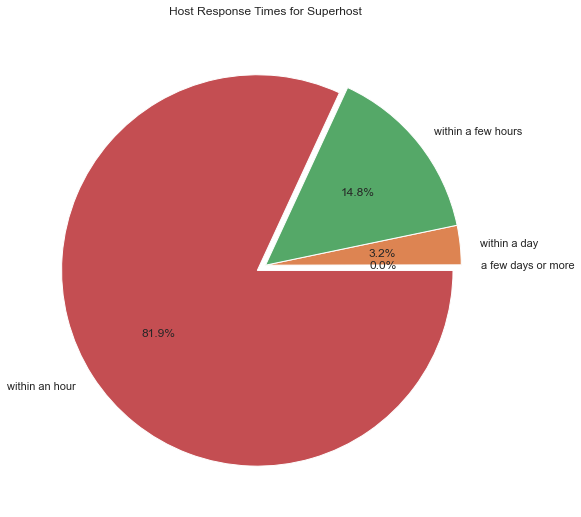 Host Response Times for Superhost
within a few hours
14.8%
within a day
3.2%
0.0%
a few days or more
81.9%
within an hour